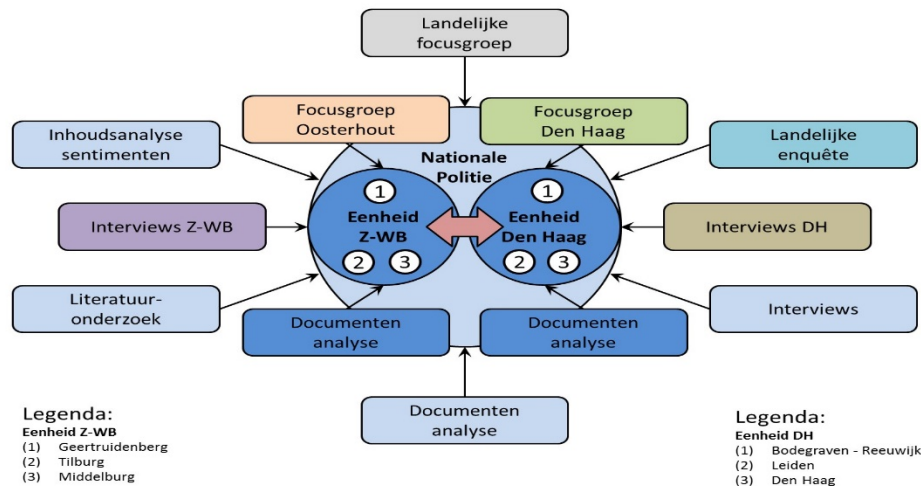 Landelijke
focusgroep
Focusgroep
Oosterhout
Focusgroep
Den Haag
Inhoudsanalyse
sentimenten
Nationale
Politie
Landelijke
enquête
Interviews Z-WB
1
Eenheid
Z-WB
2 3
1
Eenheid
Den Haag
2 3
Interviews DH
Literatuur-
onderzoek
Documenten
analyse
Documenten
analyse
Interviews
Documenten
analyse
Legenda:
Eenheid Z-WB
(1) Geertruidenberg
(2) Tilburg
(3) Middelburg
Legenda:
Eenheid DH
(1) Bodegraven - Reeuwijk
(2) Leiden
(3) Den Haag